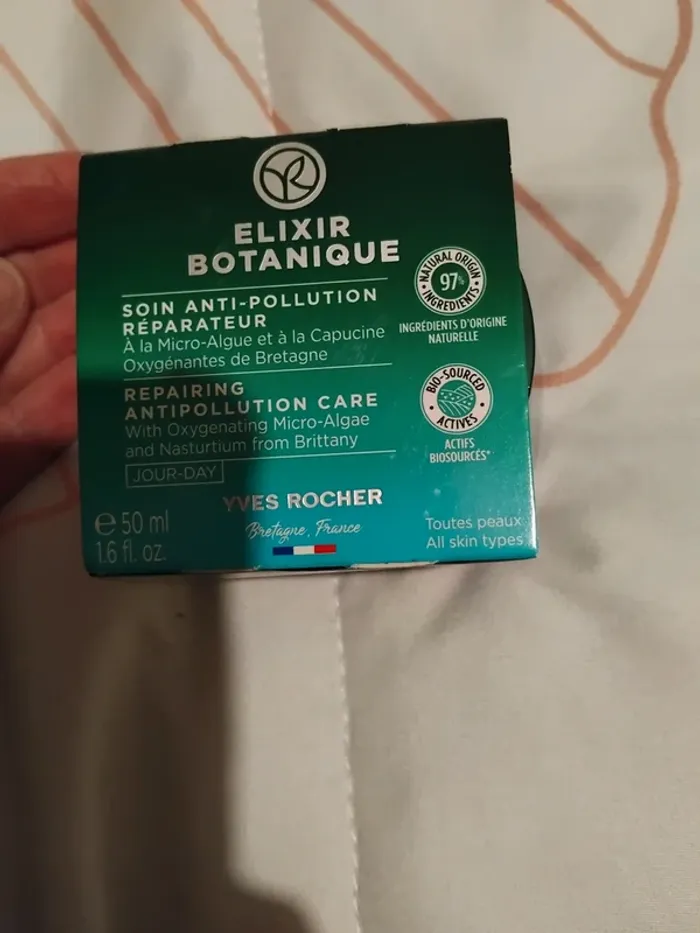 ELIXIR
BOTANIQUE
SOIN ANTI-POLLUTION
RÉPARATEUR
À la Micro-Algue et à la Capucine
Oxygénantes de Bretagne
REPAIRING
ANTIPOLLUTION CARE
With Oxygenating Micro-Algae
and Nasturtium from Brittany
JOUR-DAY
NATURAL ORIGIN
97%
INGREDIENTS
INGRÉDIENTS D'ORIGINE
NATURELLE
BIO-SOURCED
ACTIVES
ACTIFS
BIOSOURCÉS*
YVES ROCHER
Bretagne, France
e 50 ml
1.6 fl. oz.
Toutes peaux
All skin types